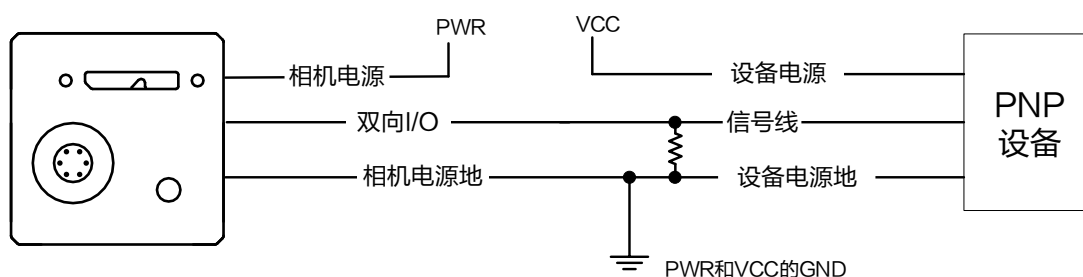 PWR
VCC
相机电源
设备电源
双向I/O
信号线
PNP
设备
相机电源地
设备电源地
PWR和VCC的GND